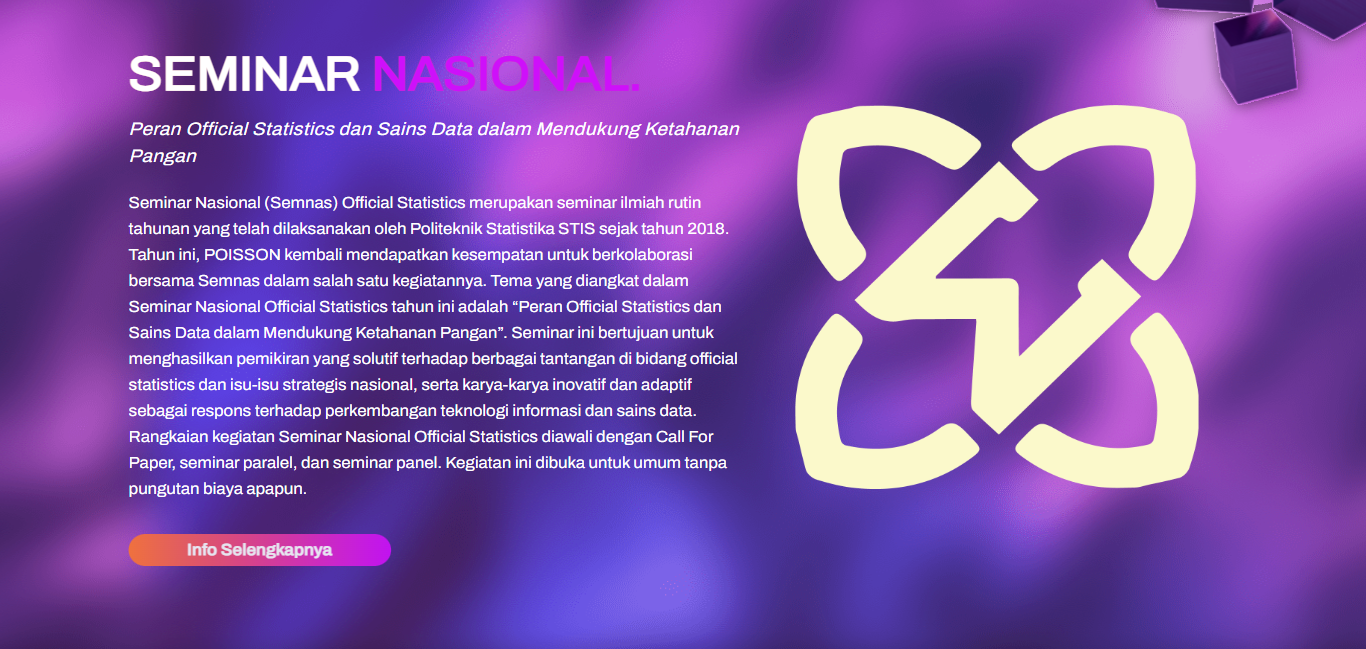 SEMINAR NASIONAL.
Peran Official Statistics dan Sains Data dalam Mendukung Ketahanan
Pangan
Seminar Nasional (Semnas) Official Statistics merupakan seminar ilmiah rutin
tahunan yang telah dilaksanakan oleh Politeknik Statistika STIS sejak tahun 2018.
Tahun ini, POISSON kembali mendapatkan kesempatan untuk berkolaborasi
bersama Semnas dalam salah satu kegiatannya. Tema yang diangkat dalam
Seminar Nasional Official Statistics tahun ini adalah “Peran Official Statistics dan
Sains Data dalam Mendukung Ketahanan Pangan”. Seminar ini bertujuan untuk
menghasilkan pemikiran yang solutif terhadap berbagai tantangan di bidang official
statistics dan isu-isu strategis nasional, serta karya-karya inovatif dan adaptif
sebagai respons terhadap perkembangan teknologi informasi dan sains data.
Rangkaian kegiatan Seminar Nasional Official Statistics diawali dengan Call For
Paper, seminar paralel, dan seminar panel. Kegiatan ini dibuka untuk umum tanpa
pungutan biaya apapun.
Info Selengkapnya